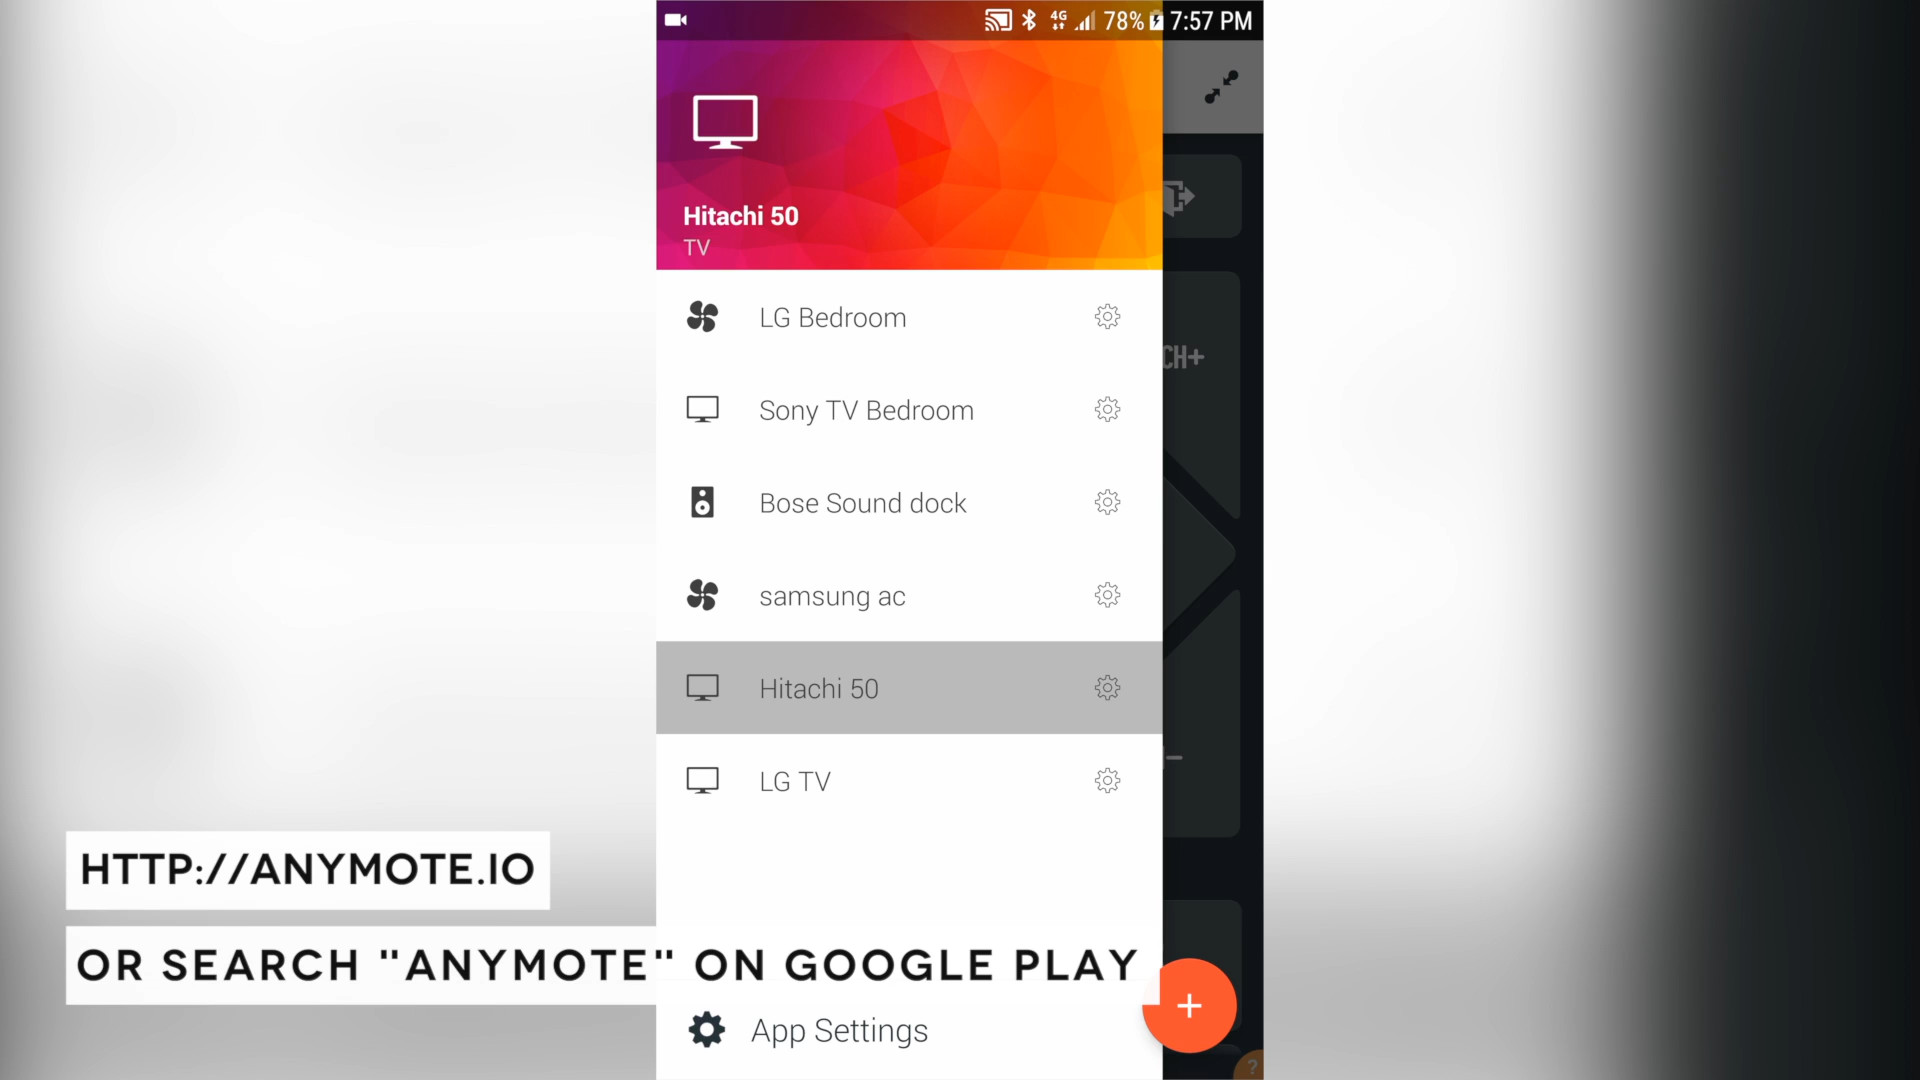 78% 7:57 PM
4G
Hitachi 50
TV
LG Bedroom
CH+
Sony TV Bedroom
Bose Sound dock
samsung ac
Hitachi 50
LG TV
HTTP://ANYMOTE.IO
OR SEARCH "ANYMOTE" ON GOOGLE PLAY
+
App Settings
?